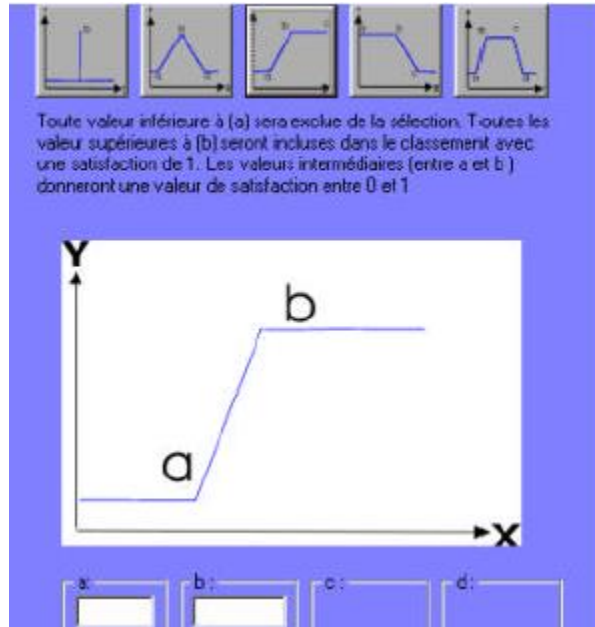 Toute valeur inférieure à (a) sera exclue de la sélection. Toutes les
valeur supérieures à (b) seront incluses dans le classement avec
une satisfaction de 1. Les valeurs intermédiaires (entre a et b )
donneront une valeur de satisfaction entre 0 et 1
Y
b
a
X
a: b : c : d :